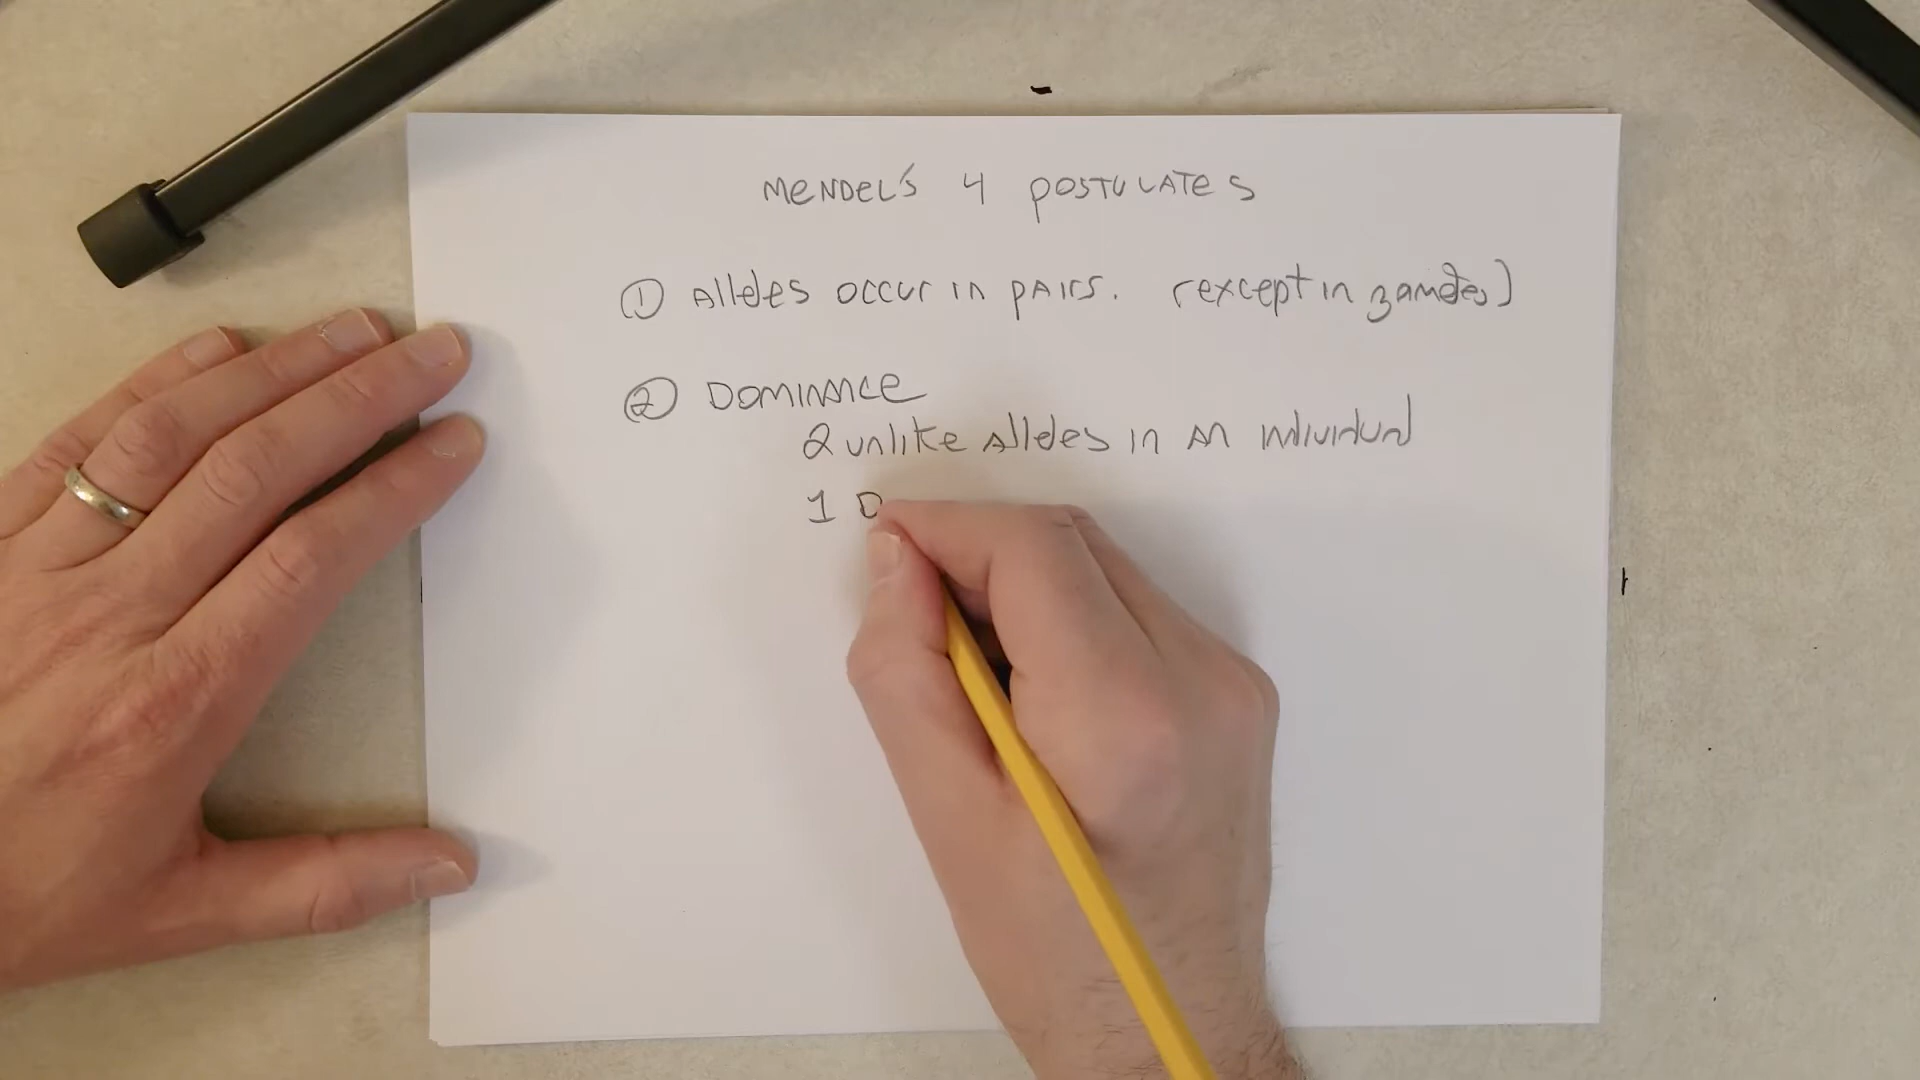 MENDEL'S 4 POSTULATES
① Alleles occur in pairs. (except in gametes)
② DOMINANCE
2 unlike Alleles in AN individual
1 D